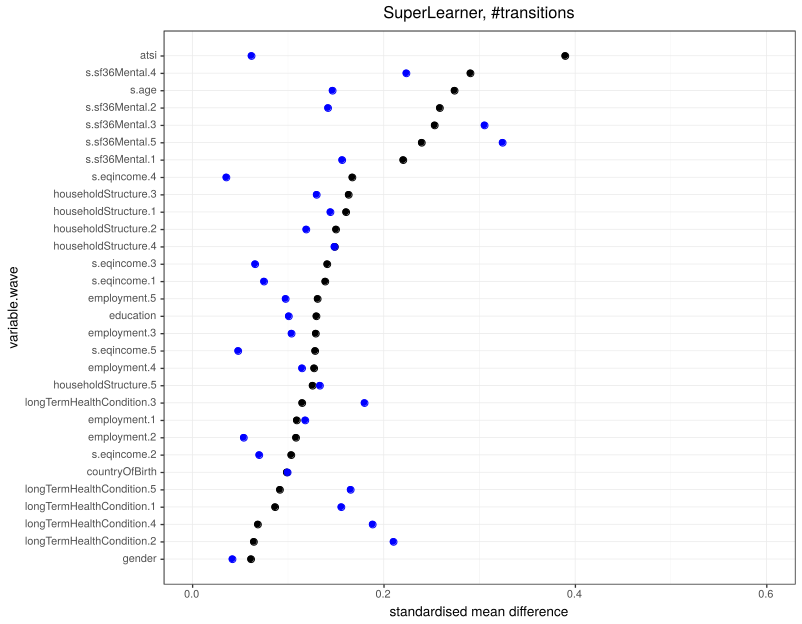 SuperLearner, #transitions
variable.wave
atsi
s.sf36Mental.4
s.age
s.sf36Mental.2
s.sf36Mental.3
s.sf36Mental.5
s.sf36Mental.1
s.eqincome.4
householdStructure.3
householdStructure.1
householdStructure.2
householdStructure.4
s.eqincome.3
s.eqincome.1
employment.5
education
employment.3
s.eqincome.5
employment.4
householdStructure.5
longTermHealthCondition.3
employment.1
employment.2
s.eqincome.2
countryOfBirth
longTermHealthCondition.5
longTermHealthCondition.1
longTermHealthCondition.4
longTermHealthCondition.2
gender
0.0 0.2 0.4 0.6
standardised mean difference